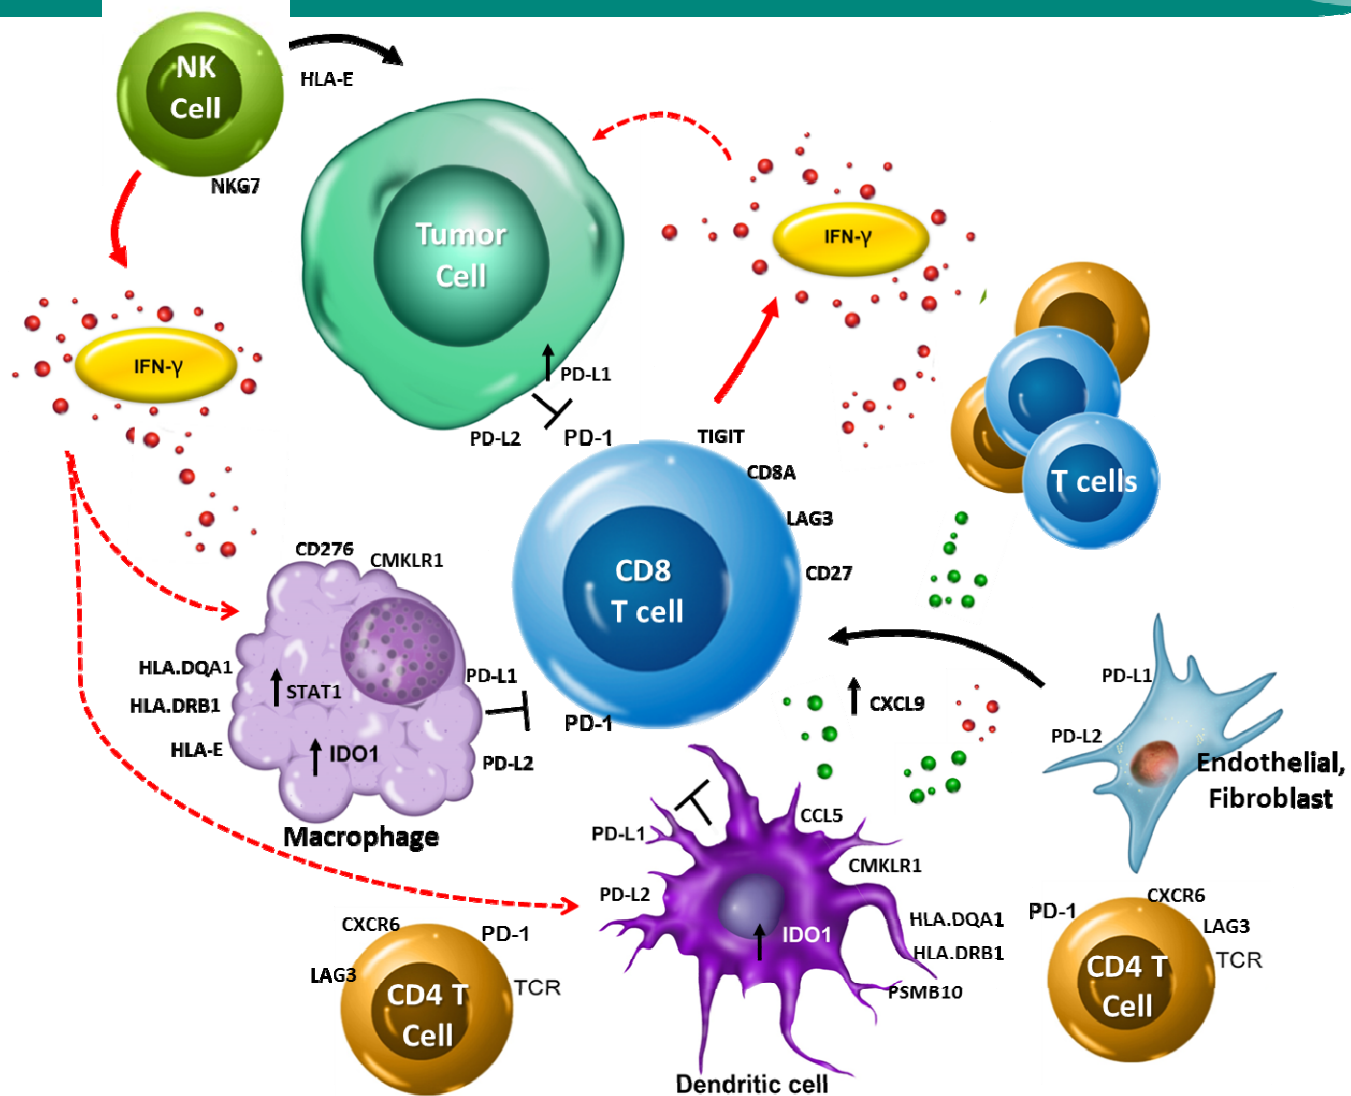 NK
Cell
HLA-E
NKG7
Tumor
Cell
IFN-γ
IFN-γ
PD-L1
PD-L2
PD-1
TIGIT
CD8A
LAG3
CD27
T cells
CD8
T cell
CD276
CMKLR1
HLA.DQA1
STAT1
HLA.DRB1
HLA-E
IDO1
PD-L1
PD-1
PD-L2
Macrophage
CXCL9
PD-L1
PD-L2
Endothelial,
Fibroblast
CCL5
PD-L1
CMKLR1
PD-L2
HLA.DQA1
IDO1
HLA.DRB1
PSMB10
Dendritic cell
CXCR6
PD-1
LAG3
TCR
CD4 T
Cell
CXCR6
PD-1
LAG3
TCR
CD4 T
Cell